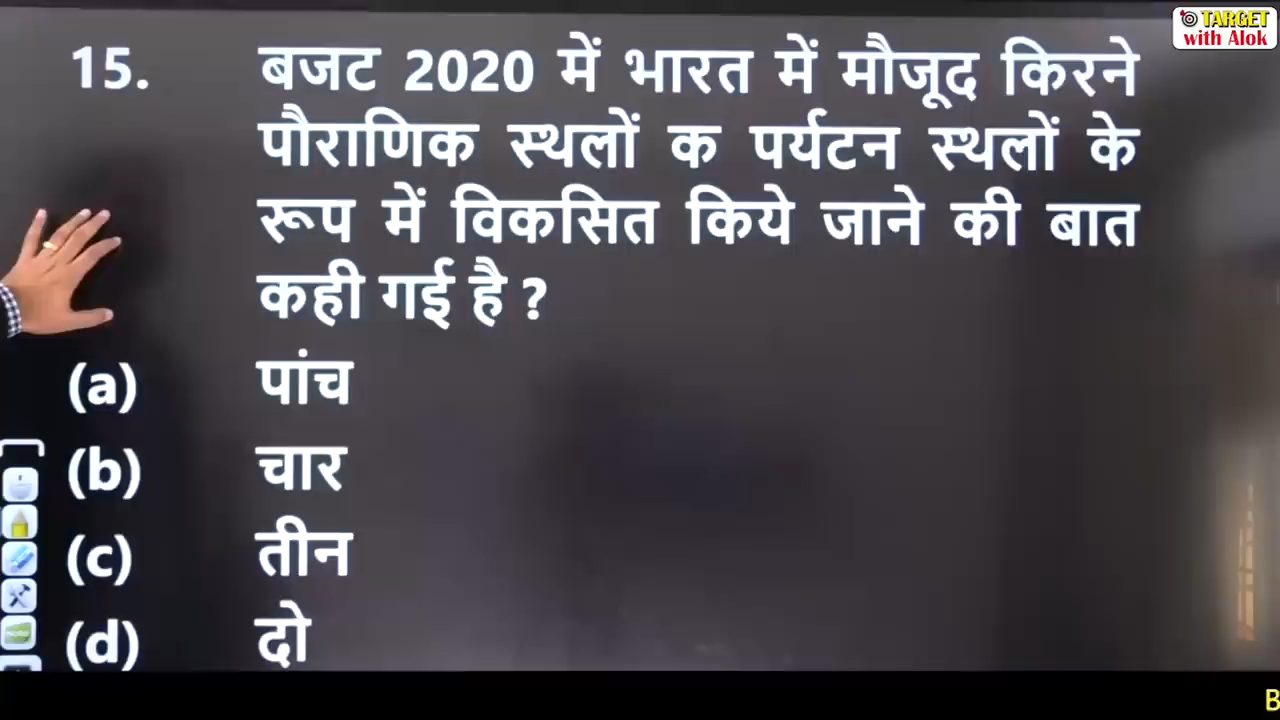 TARGET
with Alok
15. बजट 2020 में भारत में मौजूद किरने
पौराणिक स्थलों क पर्यटन स्थलों के
रूप में विकसित किये जाने की बात
कही गई है ?
(a) पांच
(b) चार
(c) तीन
(d) दो
B